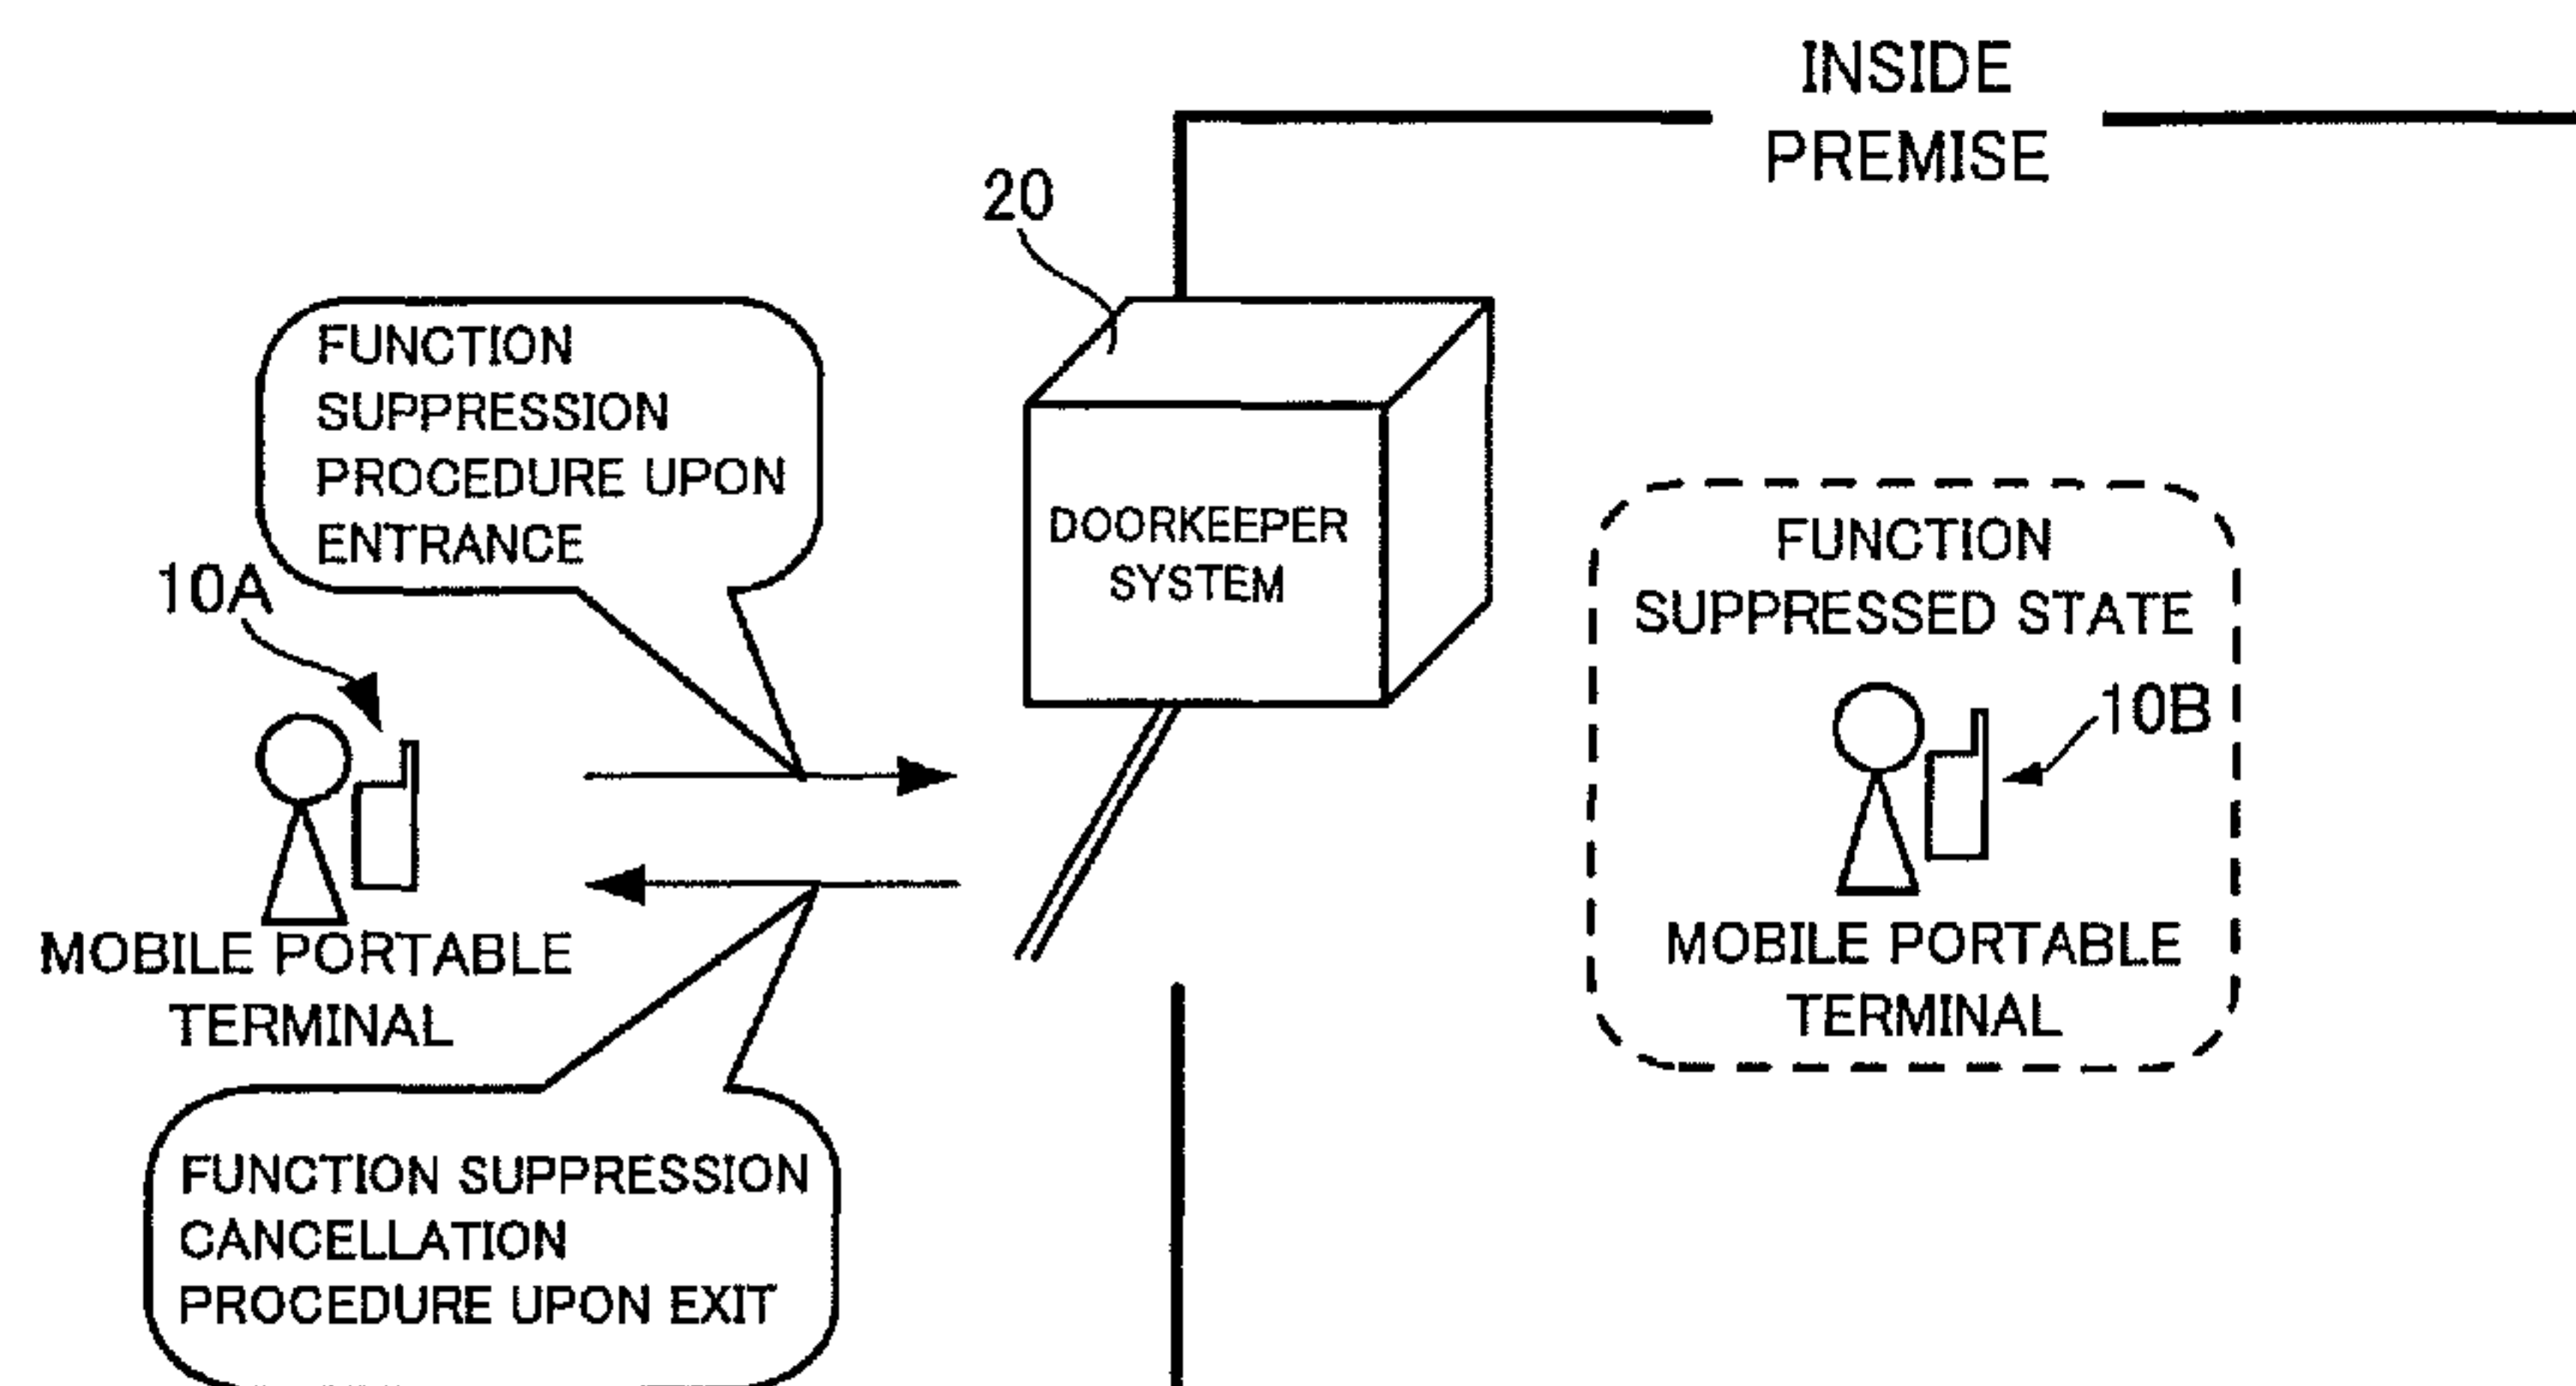 INSIDE
PREMISE
20
FUNCTION
SUPPRESSION
PROCEDURE UPON
ENTRANCE
10A
DOORKEEPER
SYSTEM
FUNCTION
SUPPRESSED STATE
10B
MOBILE PORTABLE
TERMINAL
MOBILE PORTABLE
TERMINAL
FUNCTION SUPPRESSION
CANCELLATION
PROCEDURE UPON EXIT